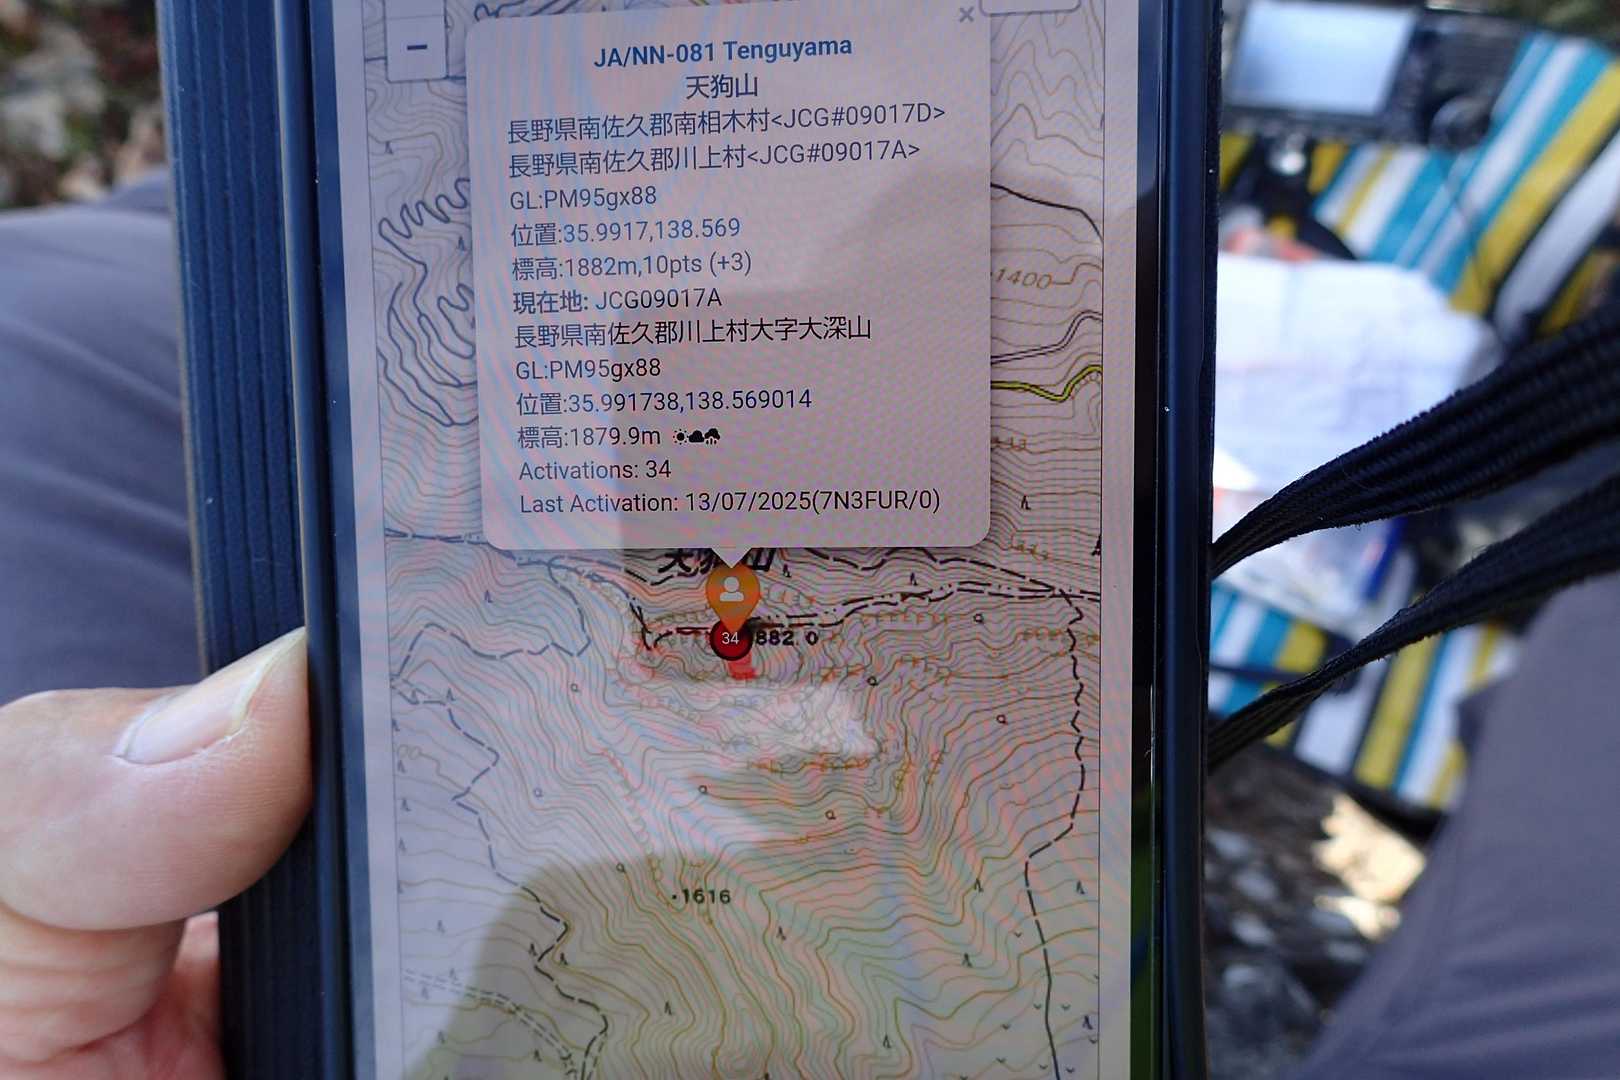 −
×
JA/NN-081 Tenguyama
天狗山
長野県南佐久郡南相木村<JCG#09017D>
長野県南佐久郡川上村<JCG#09017A>
GL:PM95gx88
位置:35.9917,138.569
標高:1882m,10pts (+3)
現在地: JCG09017A
長野県南佐久郡川上村大字大深山
GL:PM95gx88
位置:35.991738,138.569014
標高:1879.9m
Activations: 34
Last Activation: 13/07/2025(7N3FUR/0)
1400
天狗山
34
882.0
·1616